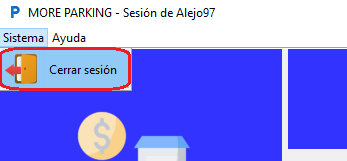 MORE PARKING - Sesión de Alejo97
Sistema Ayuda
Cerrar sesión